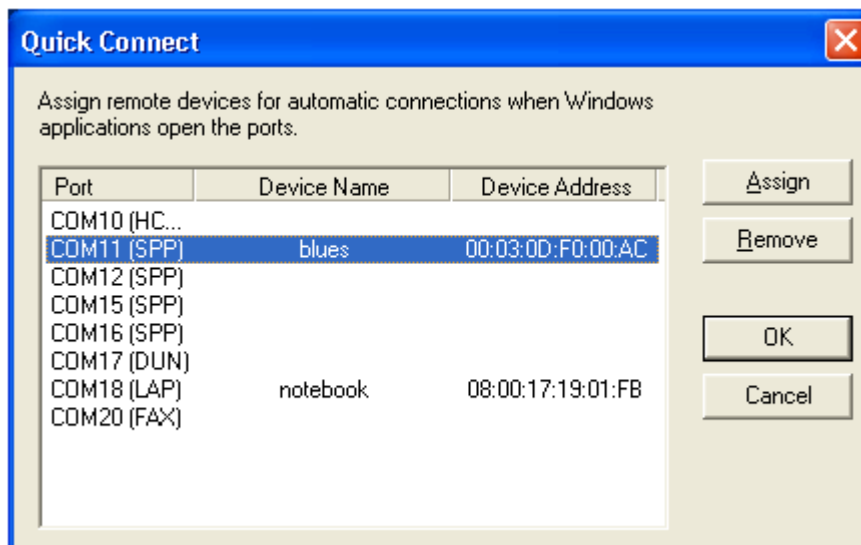 Quick Connect
Assign remote devices for automatic connections when Windows
applications open the ports.
Port Device Name Device Address
COM10 (HC...
COM11 (SPP) blues 00:03:0D:F0:00:AC
COM12 (SPP)
COM15 (SPP)
COM16 (SPP)
COM17 (DUN)
COM18 (LAP) notebook 08:00:17:19:01:FB
COM20 (FAX)
Assign
Remove
OK
Cancel